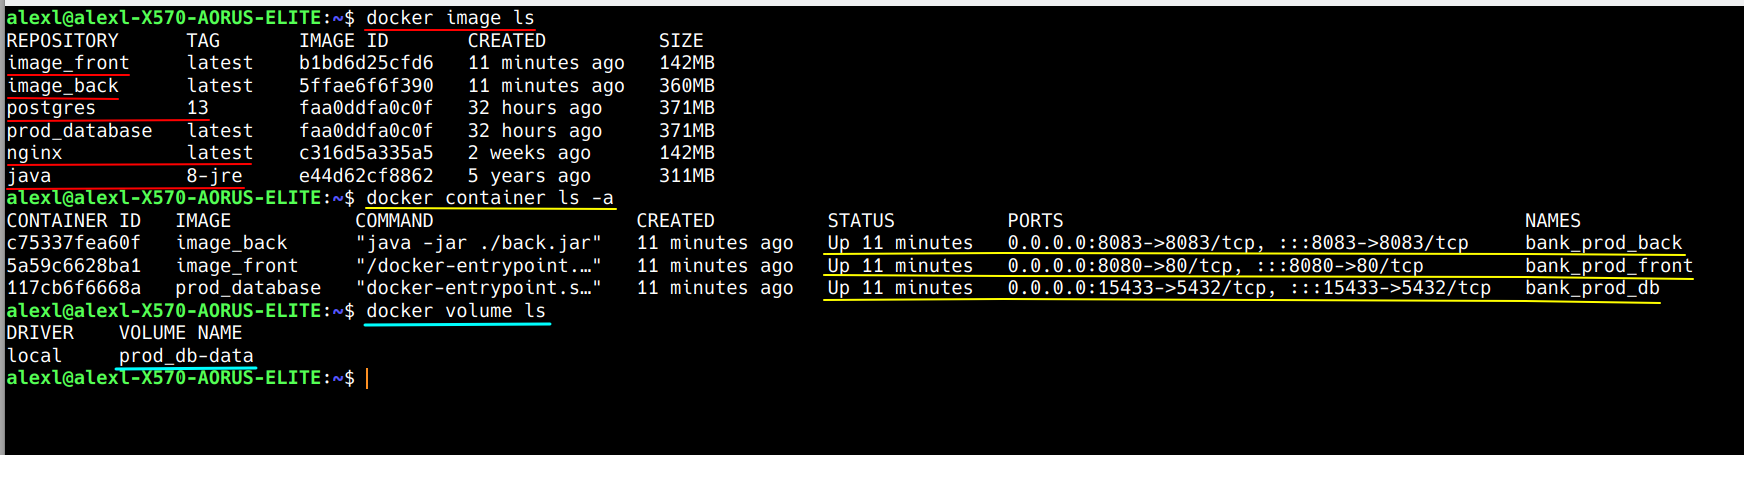 alexl@alexl-X570-AORUS-ELITE:~$ docker image ls
REPOSITORY      TAG       IMAGE ID       CREATED          SIZE
image_front     latest    b1bd6d25cfd6   11 minutes ago   142MB
image_back      latest    5ffae6f6f390   11 minutes ago   360MB
postgres        13        faa0ddfa0c0f   32 hours ago     371MB
prod_database   latest    faa0ddfa0c0f   32 hours ago     371MB
nginx           latest    c316d5a335a5   2 weeks ago      142MB
java            8-jre     e44d62cf8862   5 years ago      311MB
alexl@alexl-X570-AORUS-ELITE:~$ docker container ls -a
CONTAINER ID   IMAGE           COMMAND                  CREATED          STATUS          PORTS                                         NAMES
c75337fea60f   image_back      "java -jar ./back.jar"   11 minutes ago   Up 11 minutes   0.0.0.0:8083->8083/tcp, :::8083->8083/tcp     bank_prod_back
5a59c6628ba1   image_front     "/docker-entrypoint.…"   11 minutes ago   Up 11 minutes   0.0.0.0:8080->80/tcp, :::8080->80/tcp         bank_prod_front
117cb6f6668a   prod_database   "docker-entrypoint.s…"   11 minutes ago   Up 11 minutes   0.0.0.0:15433->5432/tcp, :::15433->5432/tcp   bank_prod_db
alexl@alexl-X570-AORUS-ELITE:~$ docker volume ls
DRIVER    VOLUME NAME
local     prod_db-data
alexl@alexl-X570-AORUS-ELITE:~$